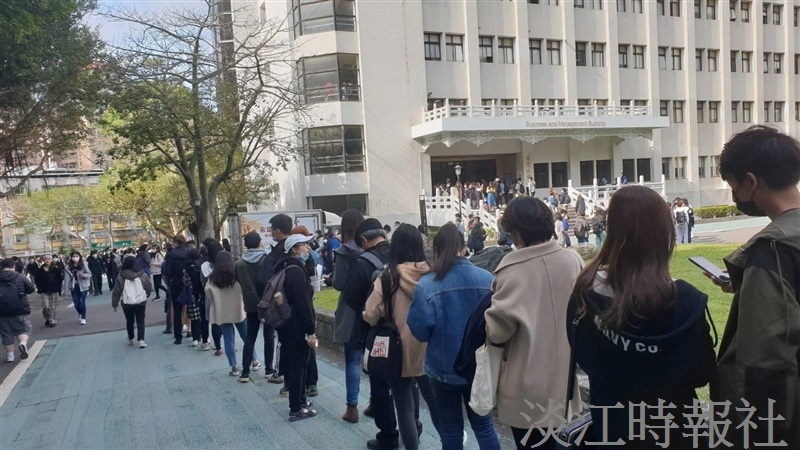 Business and Management Building
NAVY CO.
淡江時報社